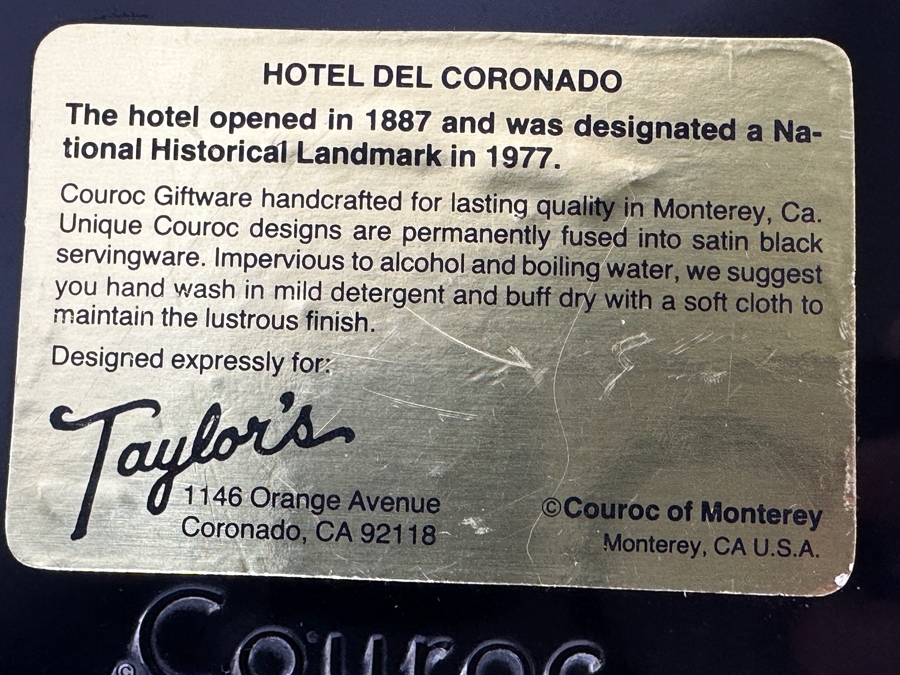 HOTEL DEL CORONADO
The hotel opened in 1887 and was designated a Na-
tional Historical Landmark in 1977.
Couroc Giftware handcrafted for lasting quality in Monterey, Ca.
Unique Couroc designs are permanently fused into satin black
servingware. Impervious to alcohol and boiling water, we suggest
you hand wash in mild detergent and buff dry with a soft cloth to
maintain the lustrous finish.
Designed expressly for:
Taylor's
1146 Orange Avenue
Coronado, CA 92118
©Couroc of Monterey
Monterey, CA U.S.A.
©Couroc